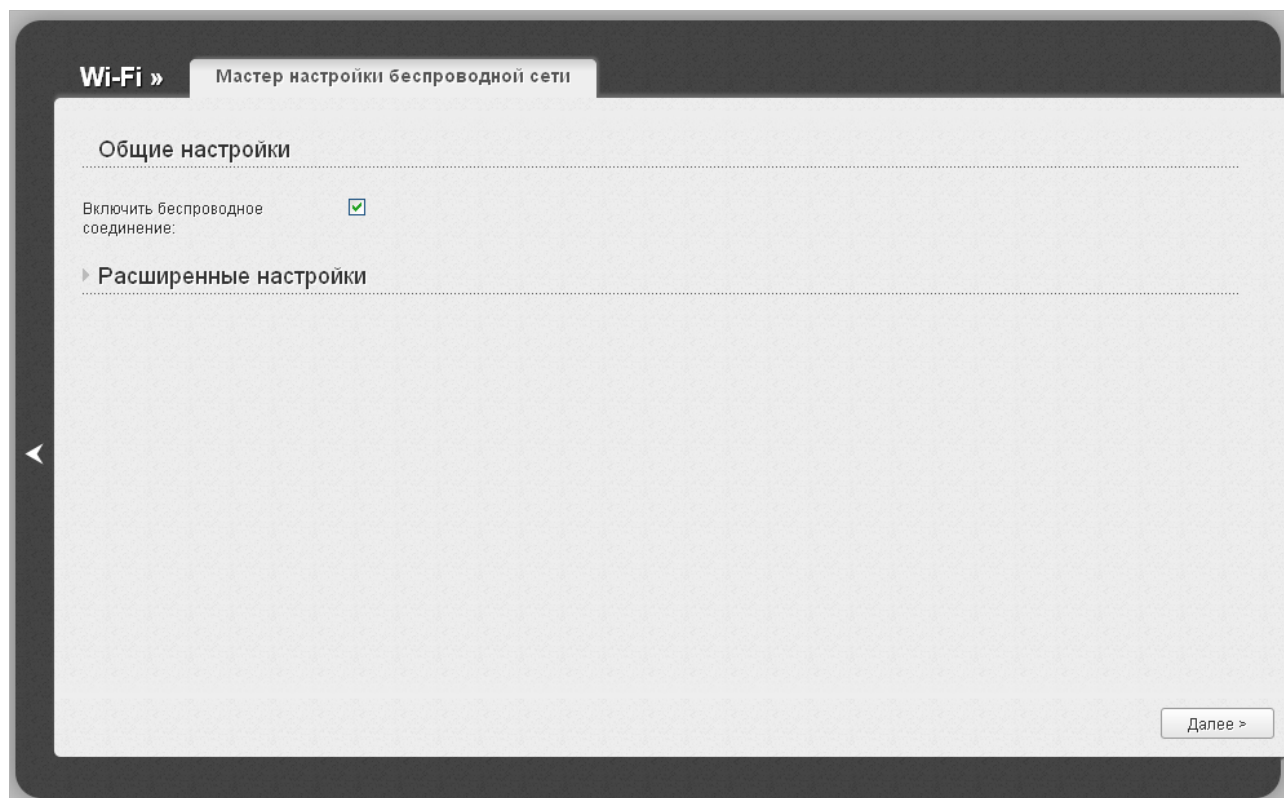 Wi-Fi »
Мастер настройки беспроводной сети
Общие настройки
Включить беспроводное
соединение:
Расширенные настройки
Далее >